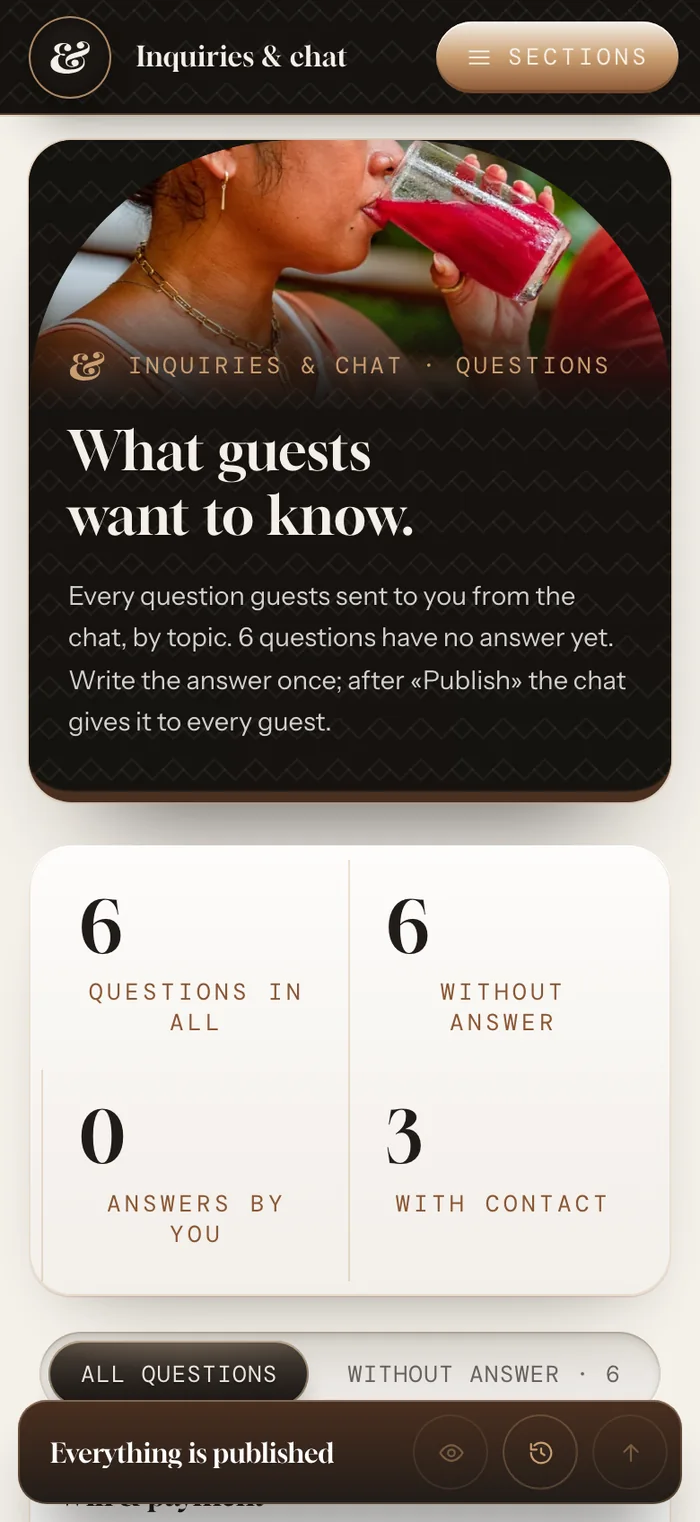 &
Inquiries & chat
SECTIONS
& INQUIRIES & CHAT · QUESTIONS
What guests
want to know.
Every question guests sent to you from the
chat, by topic. 6 questions have no answer yet.
Write the answer once; after «Publish» the chat
gives it to every guest.
6
QUESTIONS IN
ALL
6
WITHOUT
ANSWER
0
ANSWERS BY
YOU
3
WITH CONTACT
ALL QUESTIONS
WITHOUT ANSWER · 6
Everything is published